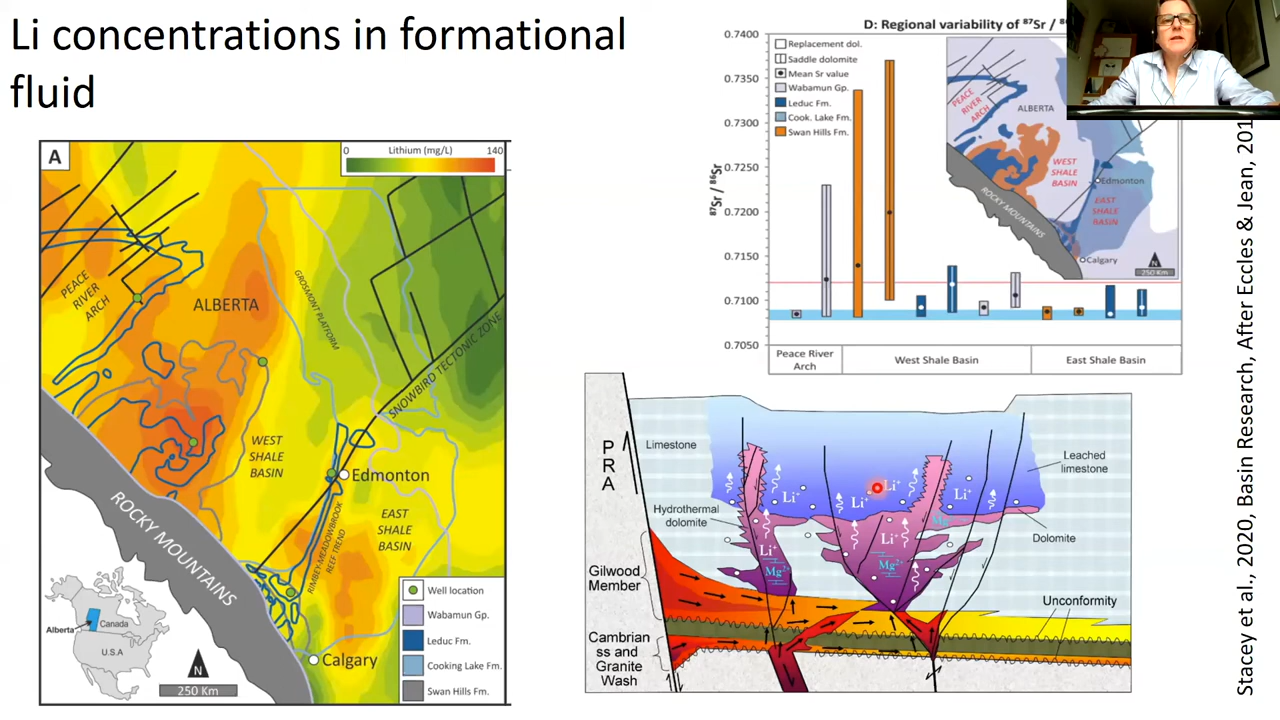 Li concentrations in formational
fluid
A
Lithium (mg/L)
0
140
PEACE
RIVER
ARCH
ALBERTA
GROSMONT PLATFORM
SNOWBIRD TECTONIC ZONE
WEST
SHALE
BASIN
Edmonton
EAST
SHALE
BASIN
RIMBEY-MEADOWBROOK
REEF TREND
ROCKY MOUNTAINS
Calgary
Alberta
Canada
U.S.A
N
250 Km
Well location
Wabamun Gp.
Leduc Fm.
Cooking Lake Fm.
Swan Hills Fm.
D: Regional variability of ⁸⁷Sr / ⁸⁶
0.7400
0.7350
0.7300
0.7250
0.7200
0.7150
0.7100
0.7050
⁸⁷Sr / ⁸⁶Sr
Replacement dol.
Saddle dolomite
Mean Sr value
Wabamun Gp.
Leduc Fm.
Cook. Lake Fm.
Swan Hills Fm.
PEACE
RIVER
ARCH
ALBERTA
WEST
SHALE
BASIN
Edmonton
EAST
SHALE
BASIN
ROCKY MOUNTAINS
Calgary
N
250 Km
Peace River
Arch
West Shale Basin
East Shale Basin
P
R
A
Limestone
Leached
limestone
Hydrothermal
dolomite
Dolomite
Li⁺
Li⁺
Li⁺
Li⁺
Li⁺
Li⁺
Mg²⁺
Mg²⁺
Mg²⁺
Gilwood
Member
Unconformity
Cambrian
ss and
Granite
Wash
Stacey et al., 2020, Basin Research, After Eccles & Jean, 201